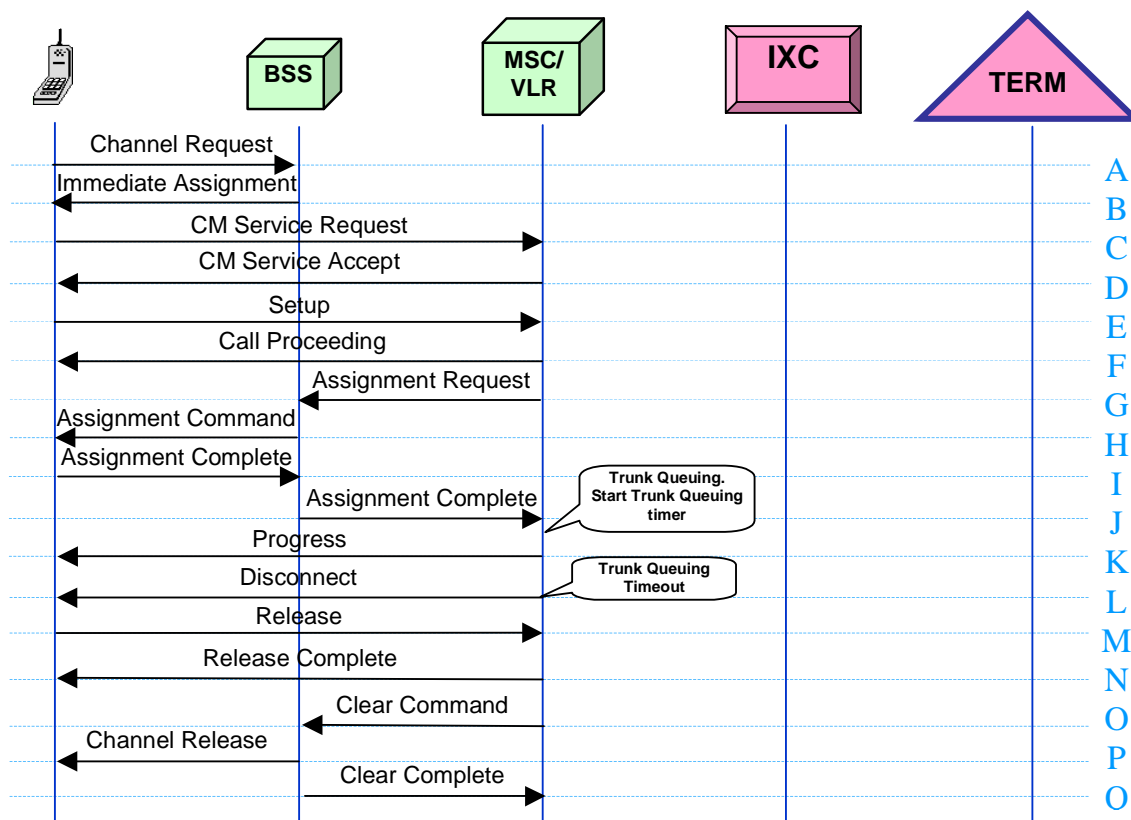 BSS
MSC/
VLR
IXC
TERM
Channel Request
A
Immediate Assignment
B
CM Service Request
C
CM Service Accept
D
Setup
E
Call Proceeding
F
Assignment Request
G
Assignment Command
H
Assignment Complete
I
Trunk Queuing.
Start Trunk Queuing
timer
Assignment Complete
J
Progress
K
Trunk Queuing
Timeout
Disconnect
L
Release
M
Release Complete
N
Clear Command
O
Channel Release
P
Clear Complete
O